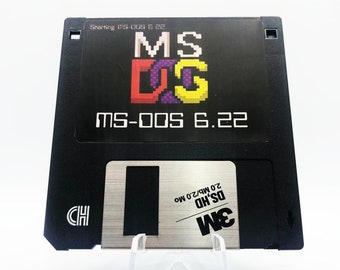 Starting MS-DOS 6.22
MS
DOS
MS-DOS 6.22
3M
DS,HD
2.0 Mb/2.0 Mo
CH